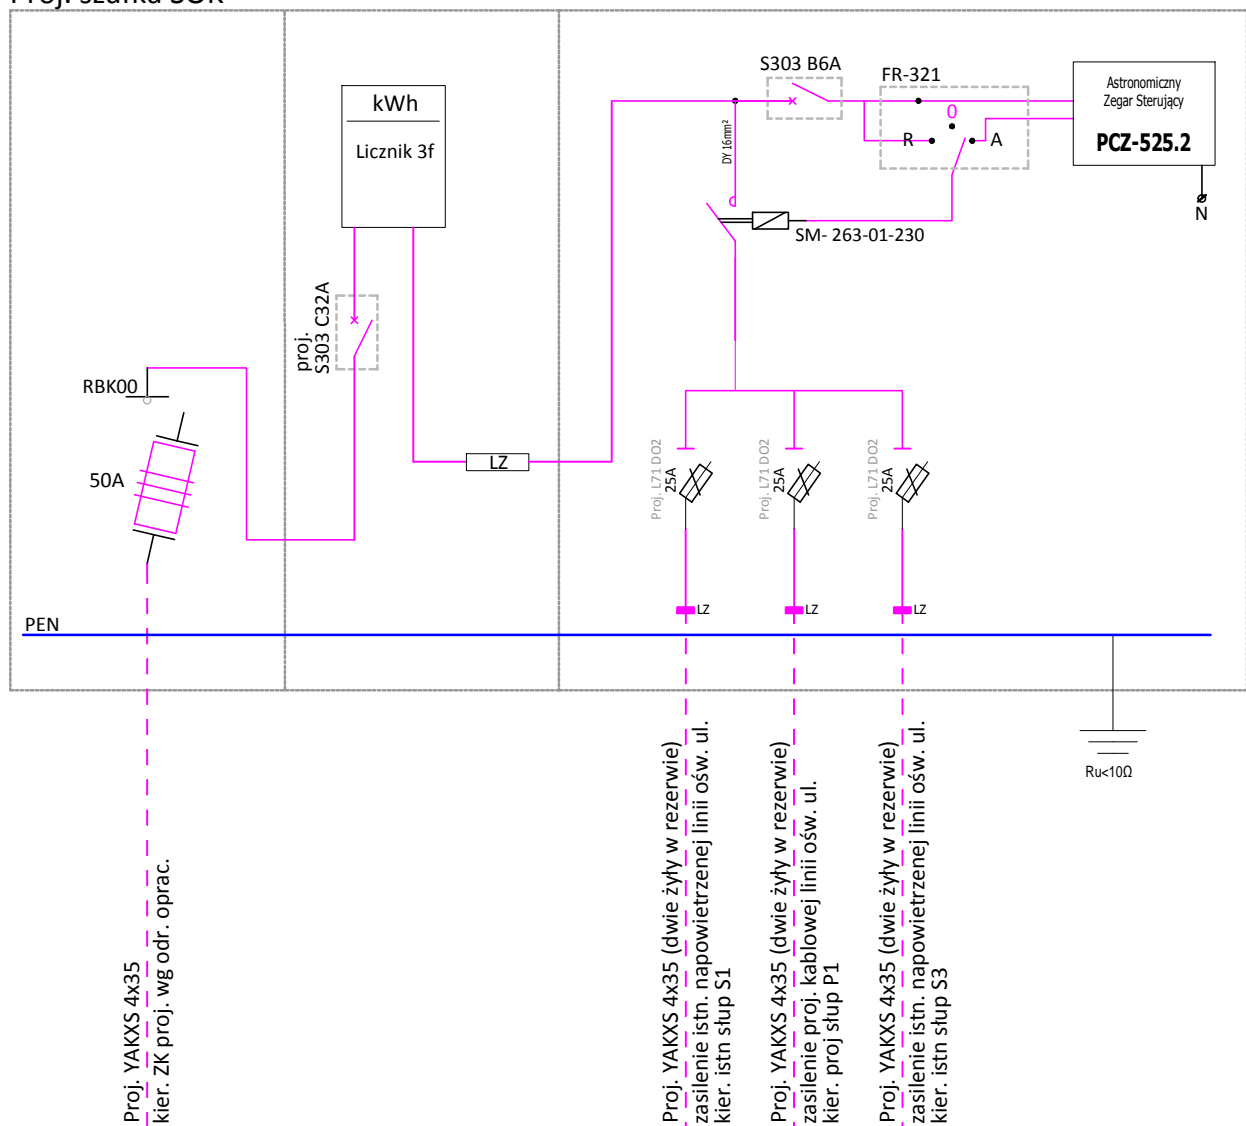 Proj. szafka SOK
kWh
Licznik 3f
proj.
S303 C32A
RBK00
50A
LZ
S303 B6A
FR-321
0
R
A
DY 16mm²
SM- 263-01-230
Astronomiczny
Zegar Sterujący
PCZ-525.2
N
Proj. L71 DO2
25A
Proj. L71 DO2
25A
Proj. L71 DO2
25A
LZ
LZ
LZ
PEN
Ru<10Ω
Proj. YAKXS 4x35
kier. ZK proj. wg odr. oprac.
Proj. YAKXS 4x35 (dwie żyły w rezerwie)
zasilenie istn. napowietrzenej linii ośw. ul.
kier. istn słup S1
Proj. YAKXS 4x35 (dwie żyły w rezerwie)
zasilenie proj. kablowej linii ośw. ul.
kier. proj słup P1
Proj. YAKXS 4x35 (dwie żyły w rezerwie)
zasilenie istn. napowietrzenej linii ośw. ul.
kier. istn słup S3